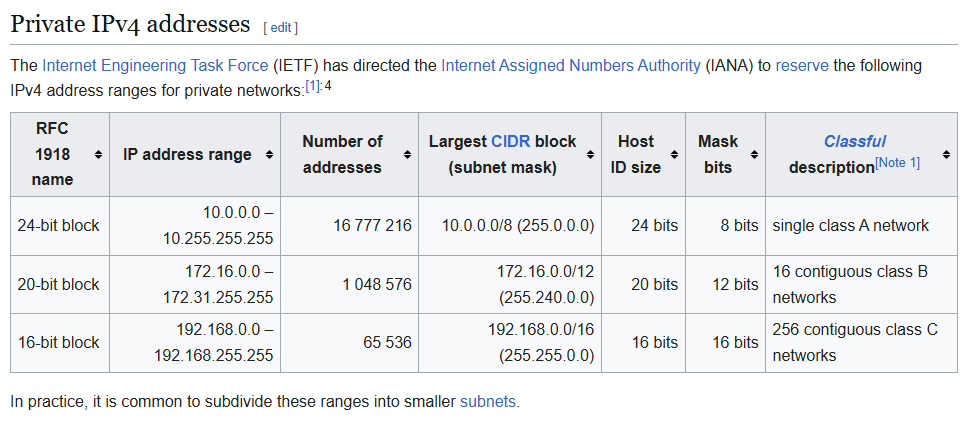 Private IPv4 addresses [ edit ]
The Internet Engineering Task Force (IETF) has directed the Internet Assigned Numbers Authority (IANA) to reserve the following
IPv4 address ranges for private networks:[1]:4
RFC 1918 name | IP address range | Number of addresses | Largest CIDR block (subnet mask) | Host ID size | Mask bits | Classful description[Note 1]
24-bit block | 10.0.0.0 – 10.255.255.255 | 16 777 216 | 10.0.0.0/8 (255.0.0.0) | 24 bits | 8 bits | single class A network
20-bit block | 172.16.0.0 – 172.31.255.255 | 1 048 576 | 172.16.0.0/12 (255.240.0.0) | 20 bits | 12 bits | 16 contiguous class B networks
16-bit block | 192.168.0.0 – 192.168.255.255 | 65 536 | 192.168.0.0/16 (255.255.0.0) | 16 bits | 16 bits | 256 contiguous class C networks
In practice, it is common to subdivide these ranges into smaller subnets.